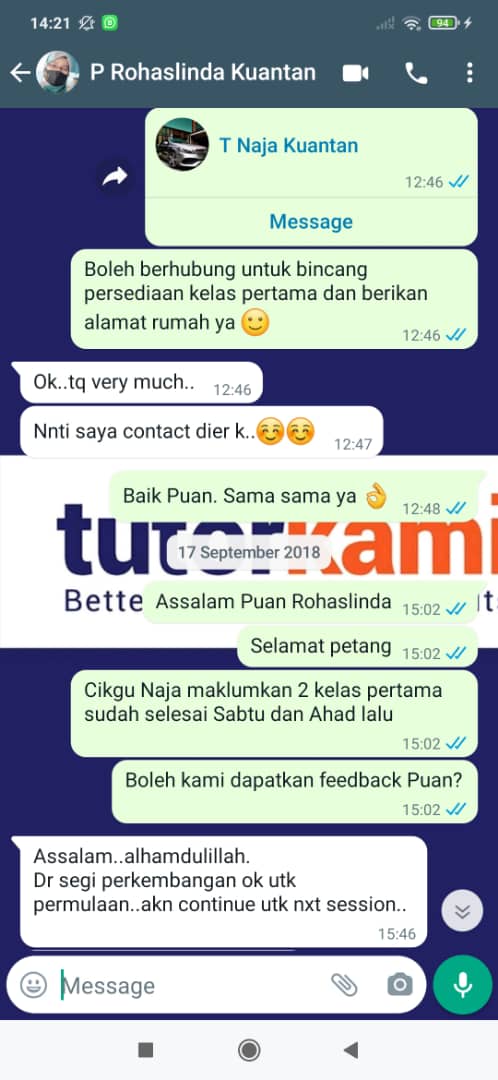 14:21
94
P Rohaslinda Kuantan
T Naja Kuantan
12:46
Message
Boleh berhubung untuk bincang
persediaan kelas pertama dan berikan
alamat rumah ya 🙂
12:46
Ok..tq very much.. 12:46
Nnti saya contact dier k..☺️☺️ 12:47
Baik Puan. Sama sama ya 👌 12:48
tutorkami
17 September 2018
Bette
Assalam Puan Rohaslinda 15:02
Selamat petang 15:02
Cikgu Naja maklumkan 2 kelas pertama
sudah selesai Sabtu dan Ahad lalu
15:02
Boleh kami dapatkan feedback Puan?
15:02
Assalam..alhamdulillah.
Dr segi perkembangan ok utk
permulaan..akn continue utk nxt session..
15:46
Message